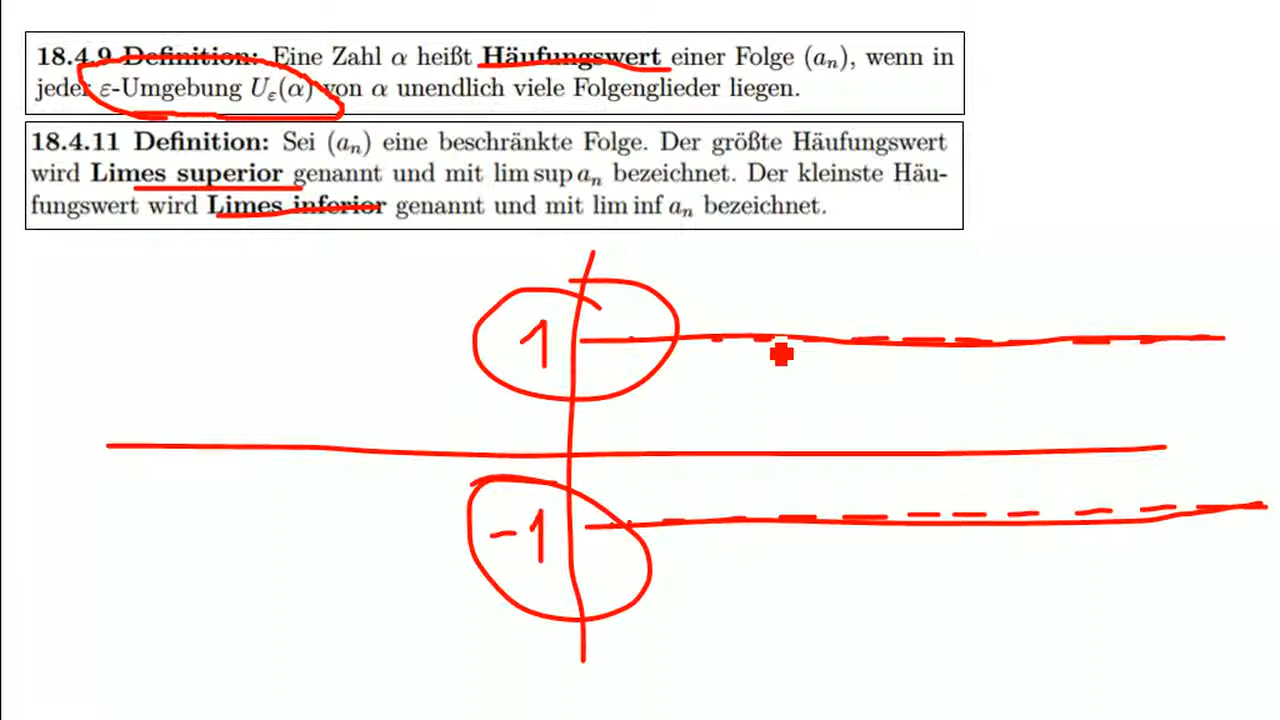 18.4.9 Definition: Eine Zahl α heißt Häufungswert einer Folge (aₙ), wenn in
jeder ε-Umgebung Uε(α) von α unendlich viele Folgenglieder liegen.
18.4.11 Definition: Sei (aₙ) eine beschränkte Folge. Der größte Häufungswert
wird Limes superior genannt und mit lim sup aₙ bezeichnet. Der kleinste Häu-
fungswert wird Limes inferior genannt und mit lim inf aₙ bezeichnet.
1
-1